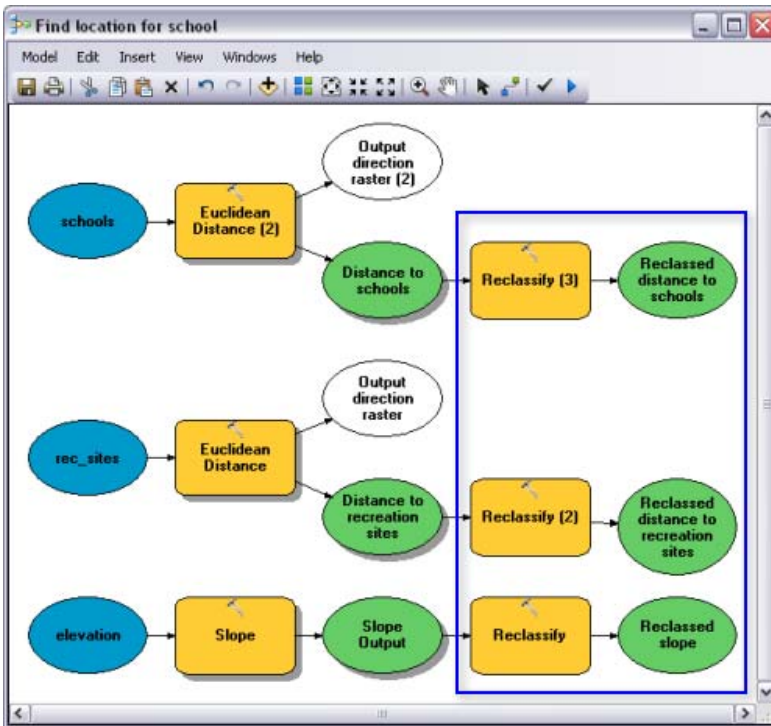 Find location for school
Model Edit Insert View Windows Help
Output
direction
raster (2)
schools
Euclidean
Distance (2)
Distance to
schools
Reclassify (3)
Reclassed
distance to
schools
Output
direction
raster
rec_sites
Euclidean
Distance
Distance to
recreation
sites
Reclassify (2)
Reclassed
distance to
recreation
sites
elevation
Slope
Slope
Output
Reclassify
Reclassed
slope